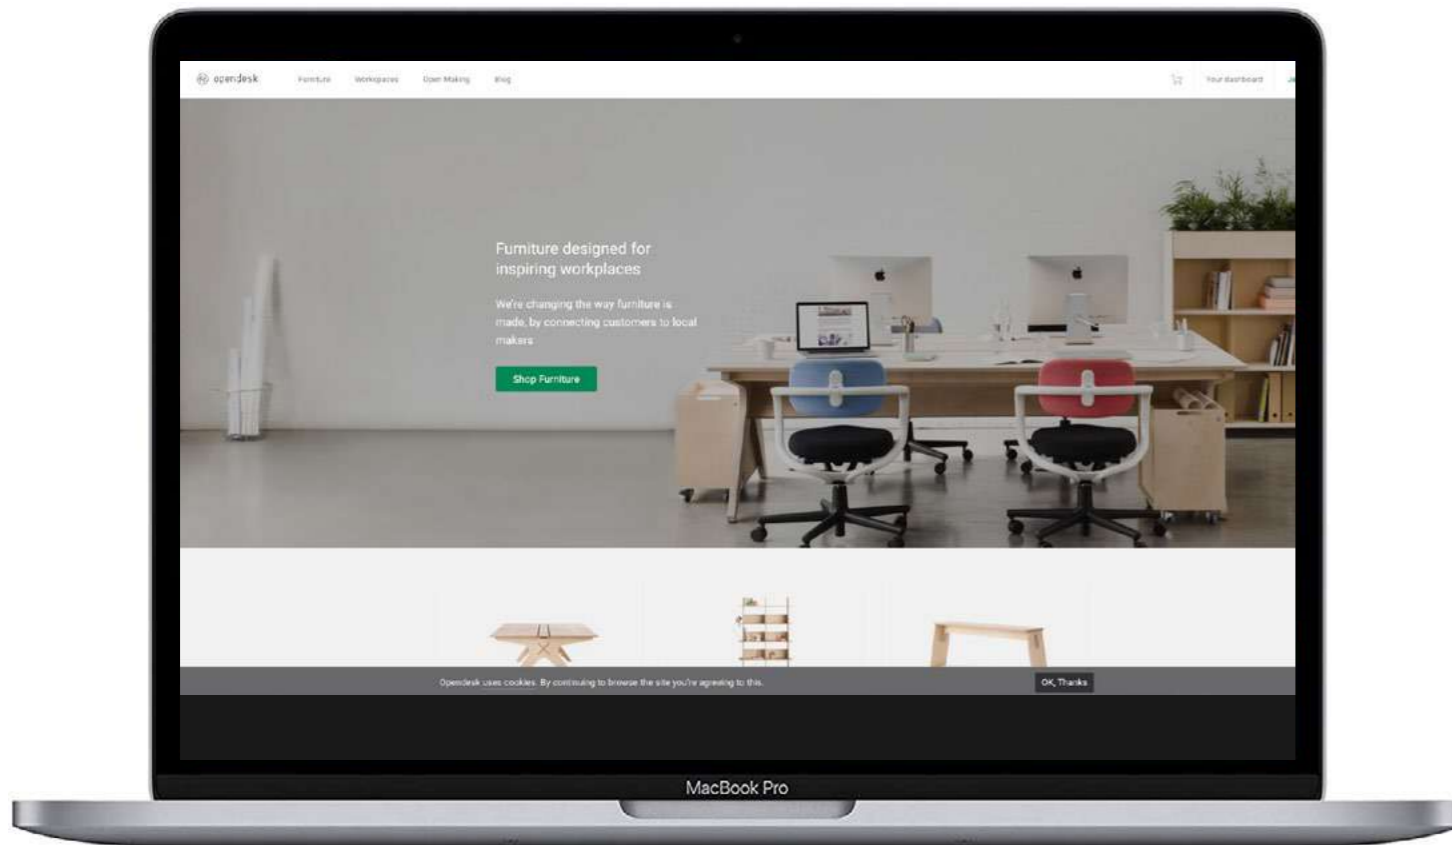 opendesk
Furniture
Workspaces
Open Making
Blog
Your dashboard
Furniture designed for
inspiring workplaces
We're changing the way furniture is
made, by connecting customers to local
makers
Shop Furniture
Opendesk uses cookies. By continuing to browse the site you're agreeing to this.
OK, Thanks
MacBook Pro